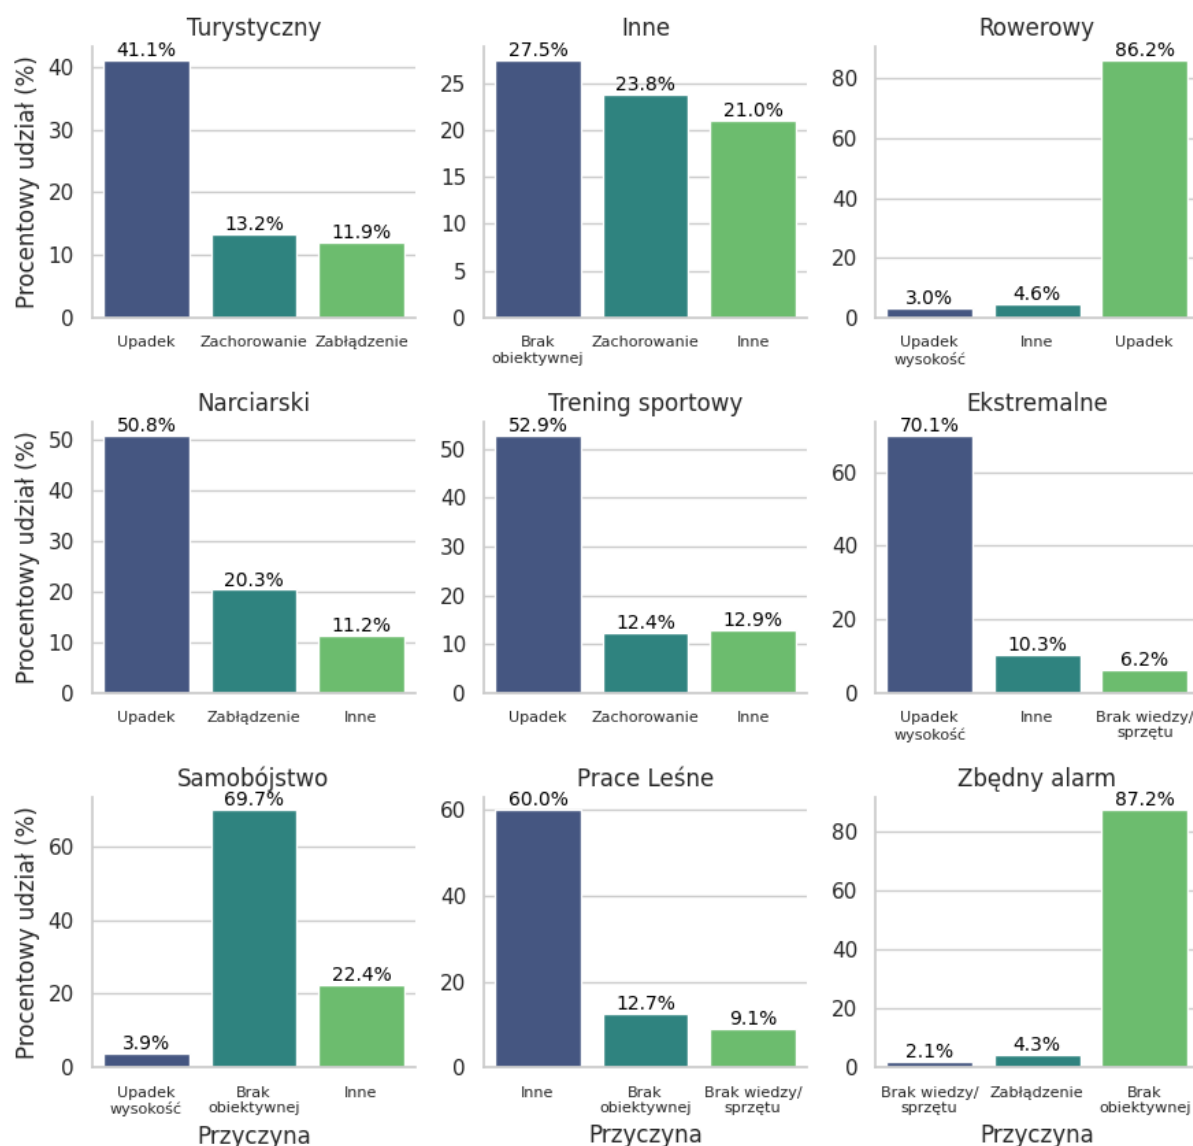 Turystyczny
Procentowy udział (%)
40
30
20
10
0
41.1%
13.2%
11.9%
Upadek
Zachorowanie
Zabłądzenie
Inne
25
20
15
10
5
0
27.5%
23.8%
21.0%
Brak
obiektywnej
Zachorowanie
Inne
Rowerowy
80
60
40
20
0
3.0%
4.6%
86.2%
Upadek
wysokość
Inne
Upadek
Narciarski
Procentowy udział (%)
50
40
30
20
10
0
50.8%
20.3%
11.2%
Upadek
Zabłądzenie
Inne
Trening sportowy
50
40
30
20
10
0
52.9%
12.4%
12.9%
Upadek
Zachorowanie
Inne
Ekstremalne
60
40
20
0
70.1%
10.3%
6.2%
Upadek
wysokość
Inne
Brak wiedzy/
sprzętu
Samobójstwo
Procentowy udział (%)
60
40
20
0
3.9%
69.7%
22.4%
Upadek
wysokość
Brak
obiektywnej
Inne
Przyczyna
Prace Leśne
60
40
20
0
60.0%
12.7%
9.1%
Inne
Brak
obiektywnej
Brak wiedzy/
sprzętu
Przyczyna
Zbędny alarm
80
60
40
20
0
2.1%
4.3%
87.2%
Brak wiedzy/
sprzętu
Zabłądzenie
Brak
obiektywnej
Przyczyna